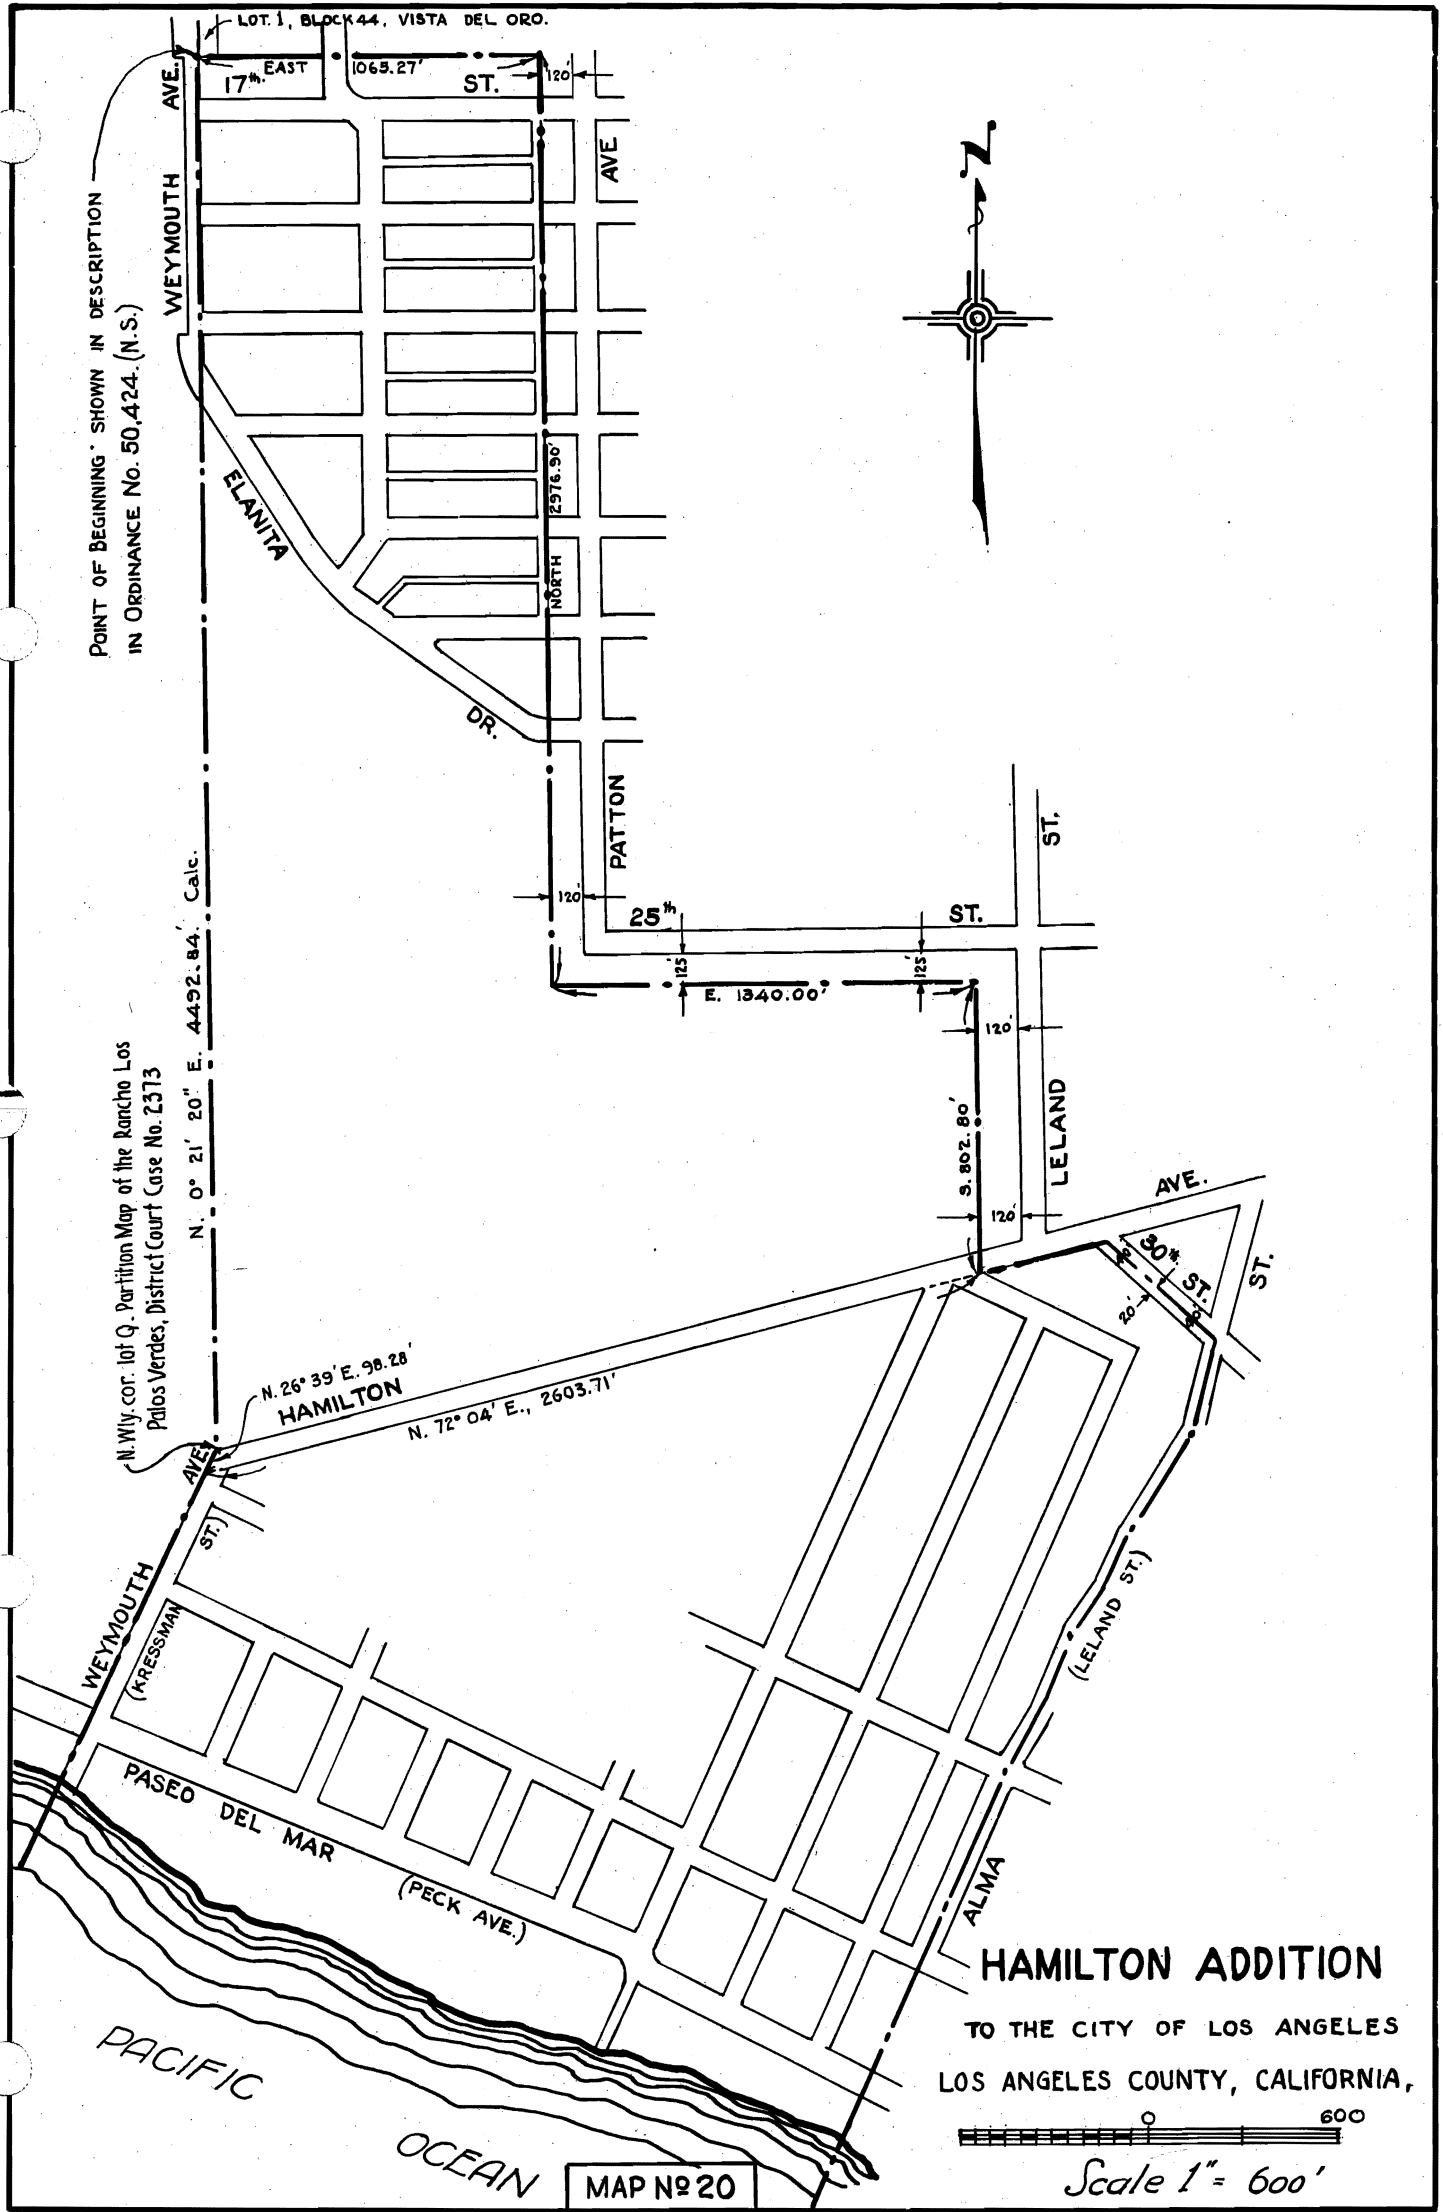 LOT. 1, BLOCK 44, VISTA DEL ORO.
EAST 1065.27'
17th. ST.
120'
WEYMOUTH AVE.
AVE
POINT OF BEGINNING SHOWN IN DESCRIPTION
IN ORDINANCE No. 50,424. (N.S.)
N
ELANITA
DR.
NORTH 2976.90'
PATTON
120'
25th ST.
ST.
125'
125'
E. 1340.00'
120'
N. 0° 21' 20" E. 4492.84'. Calc.
N.Wly. cor. lot Q. Partition Map of the Rancho Los
Palos Verdes, District Court Case No. 2373
S. 802.80'
LELAND
120'
AVE.
30th ST.
40'
20'
40'
ST.
N. 26° 39' E. 98.28'
HAMILTON
N. 72° 04' E., 2603.71'
AVE.
WEYMOUTH
(KRESSMAN ST.)
(LELAND ST.)
ALMA
PASEO DEL MAR
(PECK AVE.)
PACIFIC
OCEAN
HAMILTON ADDITION
TO THE CITY OF LOS ANGELES
LOS ANGELES COUNTY, CALIFORNIA,
0 600
Scale 1" = 600'
MAP No 20